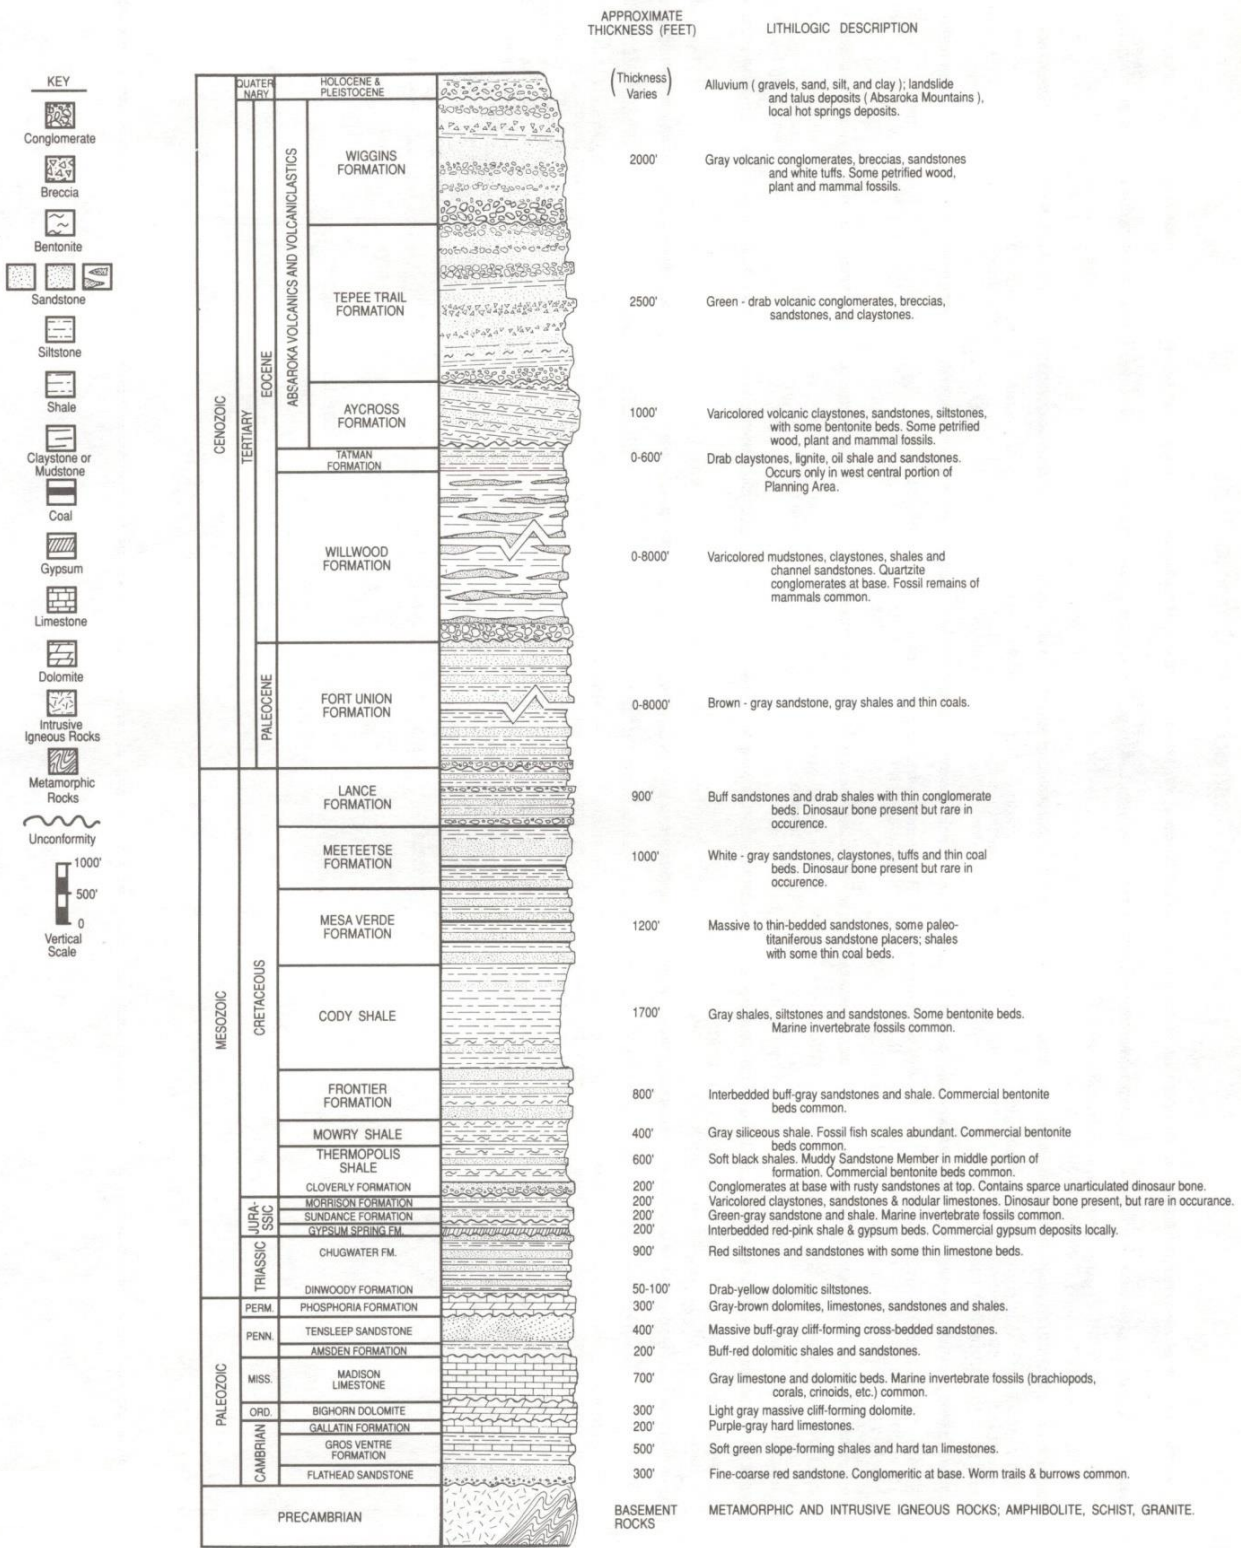 APPROXIMATE
THICKNESS (FEET)
LITHILOGIC DESCRIPTION
KEY
Conglomerate
Breccia
Bentonite
Sandstone
Siltstone
Shale
Claystone or
Mudstone
Coal
Gypsum
Limestone
Dolomite
Intrusive
Igneous Rocks
Metamorphic
Rocks
Unconformity
1000'
500'
0
Vertical
Scale
CENOZOIC
MESOZOIC
PALEOZOIC
QUATER
NARY
TERTIARY
EOCENE
PALEOCENE
ABSAROKA VOLCANICS AND VOLCANICLASTICS
CRETACEOUS
JURA-
SSIC
TRIASSIC
PERM.
PENN.
MISS.
ORD.
CAMBRIAN
HOLOCENE &
PLEISTOCENE
(Thickness)
Varies
Alluvium ( gravels, sand, silt, and clay ); landslide
and talus deposits ( Absaroka Mountains ),
local hot springs deposits.
WIGGINS
FORMATION
2000'
Gray volcanic conglomerates, breccias, sandstones
and white tuffs. Some petrified wood,
plant and mammal fossils.
TEPEE TRAIL
FORMATION
2500'
Green - drab volcanic conglomerates, breccias,
sandstones, and claystones.
AYCROSS
FORMATION
1000'
Varicolored volcanic claystones, sandstones, siltstones,
with some bentonite beds. Some petrified
wood, plant and mammal fossils.
TATMAN
FORMATION
0-600'
Drab claystones, lignite, oil shale and sandstones.
Occurs only in west central portion of
Planning Area.
WILLWOOD
FORMATION
0-8000'
Varicolored mudstones, claystones, shales and
channel sandstones. Quartzite
conglomerates at base. Fossil remains of
mammals common.
FORT UNION
FORMATION
0-8000'
Brown - gray sandstone, gray shales and thin coals.
LANCE
FORMATION
900'
Buff sandstones and drab shales with thin conglomerate
beds. Dinosaur bone present but rare in
occurence.
MEETEETSE
FORMATION
1000'
White - gray sandstones, claystones, tuffs and thin coal
beds. Dinosaur bone present but rare in
occurence.
MESA VERDE
FORMATION
1200'
Massive to thin-bedded sandstones, some paleo-
titaniferous sandstone placers; shales
with some thin coal beds.
CODY SHALE
1700'
Gray shales, siltstones and sandstones. Some bentonite beds.
Marine invertebrate fossils common.
FRONTIER
FORMATION
800'
Interbedded buff-gray sandstones and shale. Commercial bentonite
beds common.
MOWRY SHALE
400'
Gray siliceous shale. Fossil fish scales abundant. Commercial bentonite
beds common.
THERMOPOLIS
SHALE
600'
Soft black shales. Muddy Sandstone Member in middle portion of
formation. Commercial bentonite beds common.
CLOVERLY FORMATION
200'
Conglomerates at base with rusty sandstones at top. Contains sparce unarticulated dinosaur bone.
MORRISON FORMATION
200'
Varicolored claystones, sandstones & nodular limestones. Dinosaur bone present, but rare in occurance.
SUNDANCE FORMATION
200'
Green-gray sandstone and shale. Marine invertebrate fossils common.
GYPSUM SPRING FM.
200'
Interbedded red-pink shale & gypsum beds. Commercial gypsum deposits locally.
CHUGWATER FM.
900'
Red siltstones and sandstones with some thin limestone beds.
DINWOODY FORMATION
50-100'
Drab-yellow dolomitic siltstones.
PHOSPHORIA FORMATION
300'
Gray-brown dolomites, limestones, sandstones and shales.
TENSLEEP SANDSTONE
400'
Massive buff-gray cliff-forming cross-bedded sandstones.
AMSDEN FORMATION
200'
Buff-red dolomitic shales and sandstones.
MADISON
LIMESTONE
700'
Gray limestone and dolomitic beds. Marine invertebrate fossils (brachiopods,
corals, crinoids, etc.) common.
BIGHORN DOLOMITE
300'
Light gray massive cliff-forming dolomite.
GALLATIN FORMATION
200'
Purple-gray hard limestones.
GROS VENTRE
FORMATION
500'
Soft green slope-forming shales and hard tan limestones.
FLATHEAD SANDSTONE
300'
Fine-coarse red sandstone. Conglomeritic at base. Worm trails & burrows common.
PRECAMBRIAN
BASEMENT
ROCKS
METAMORPHIC AND INTRUSIVE IGNEOUS ROCKS; AMPHIBOLITE, SCHIST, GRANITE.